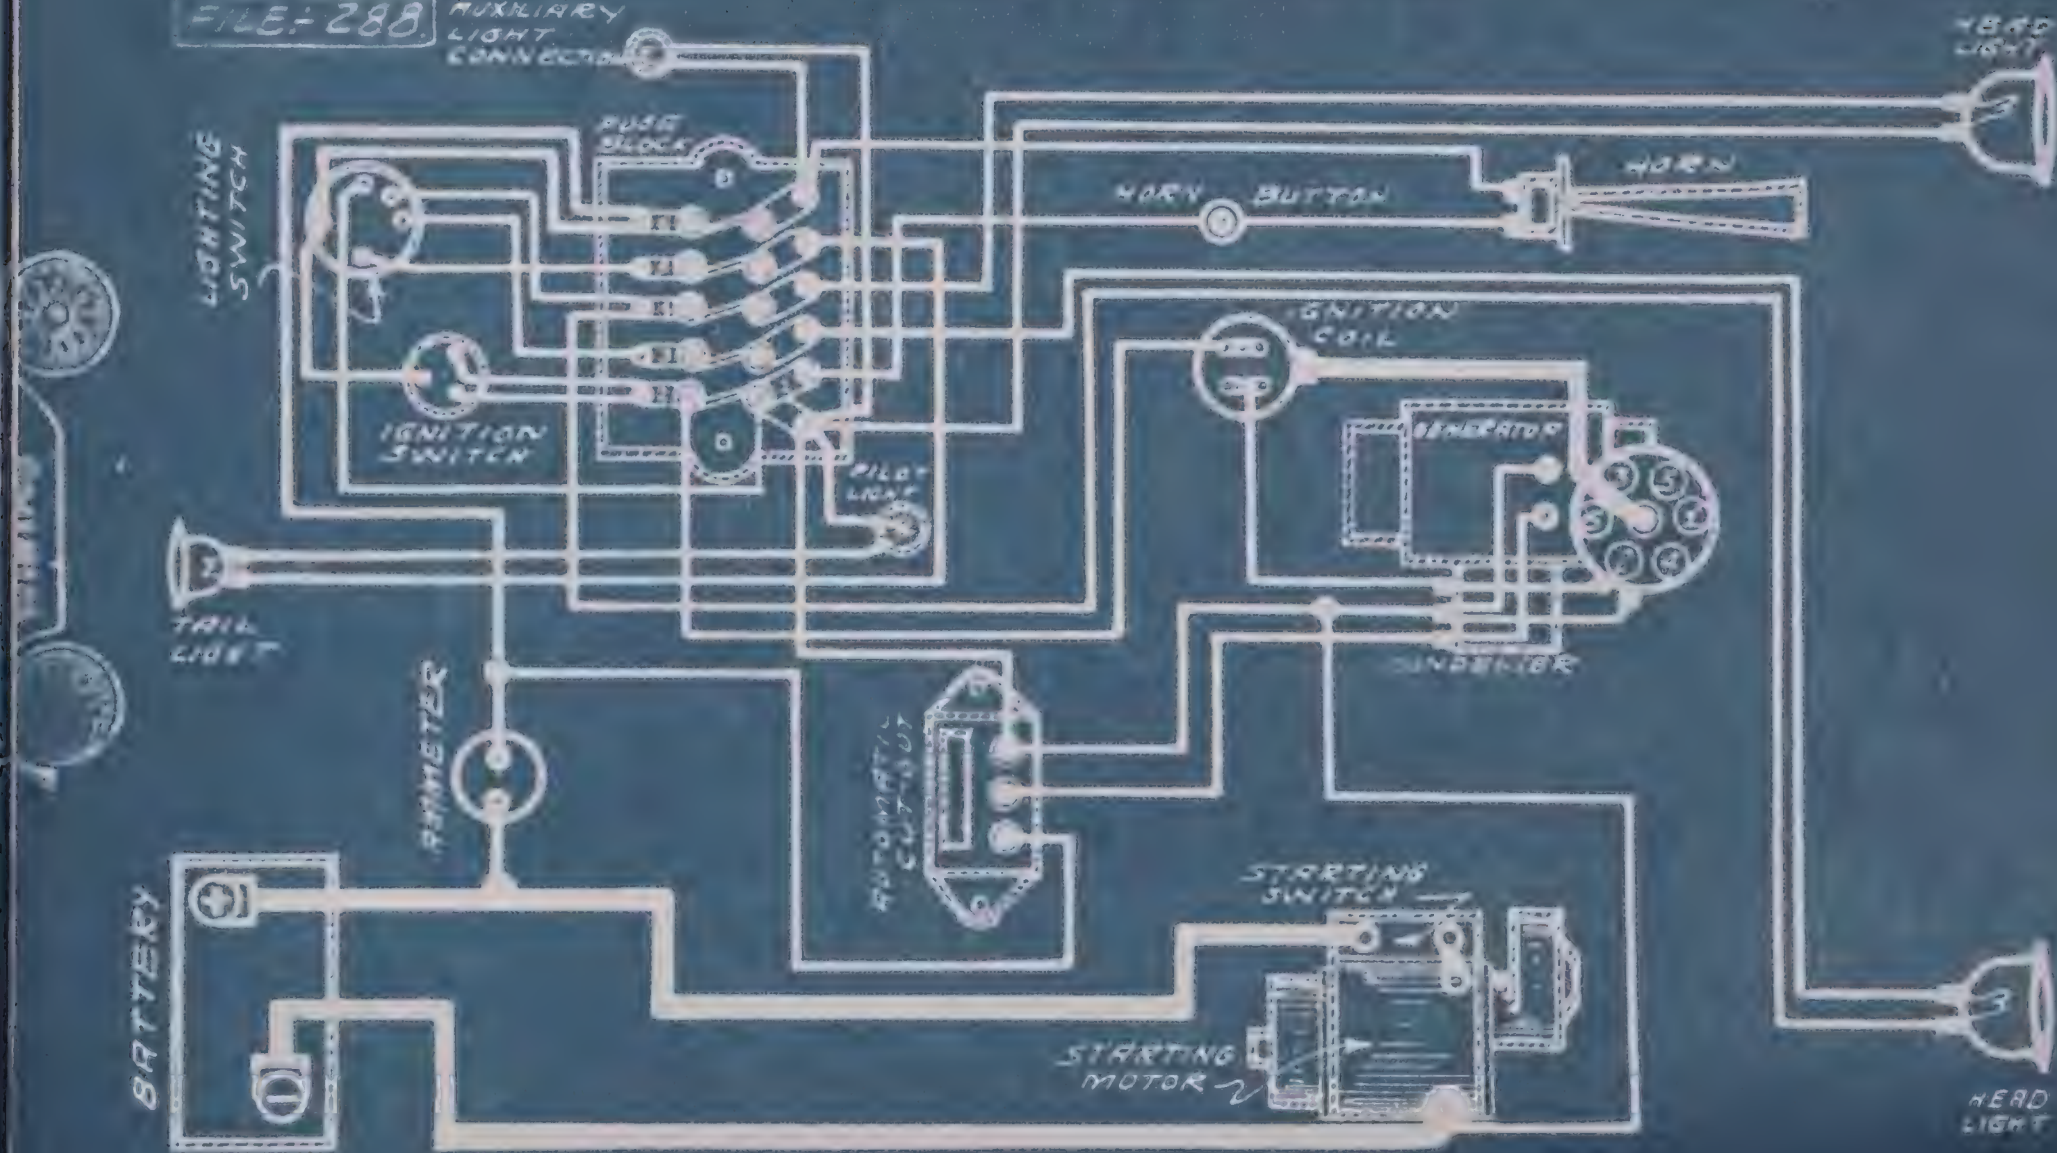 FILE:-288.
AUXILIARY
LIGHT
CONNECTOR
HEAD
LIGHT
LIGHTING
SWITCH
FUSE
BLOCK
HORN
HORN BUTTON
IGNITION
COIL
IGNITION
SWITCH
GENERATOR
PILOT
LIGHT
TAIL
LIGHT
AMMETER
AUTOMATIC
CUT-OUT
STARTING
SWITCH
BATTERY
STARTING
MOTOR
HEAD
LIGHT